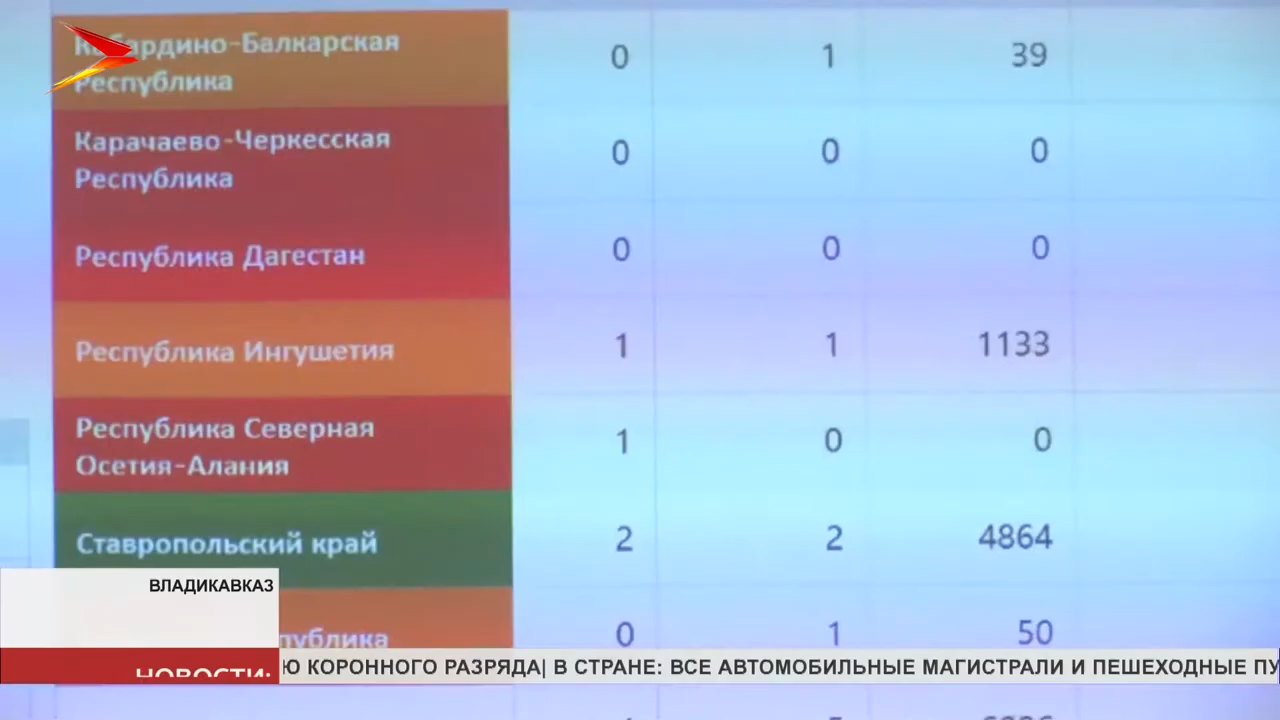 Кабардино-Балкарская 0 1 39
Республика
Карачаево-Черкесская 0 0 0
Республика
Республика Дагестан 0 0 0
Республика Ингушетия 1 1 1133
Республика Северная 1 0 0
Осетия-Алания
Ставропольский край 2 2 4864
ВЛАДИКАВКАЗ
0 1 50
НОВОСТИ: Ю КОРОННОГО РАЗРЯДА| В СТРАНЕ: ВСЕ АВТОМОБИЛЬНЫЕ МАГИСТРАЛИ И ПЕШЕХОДНЫЕ ПУ